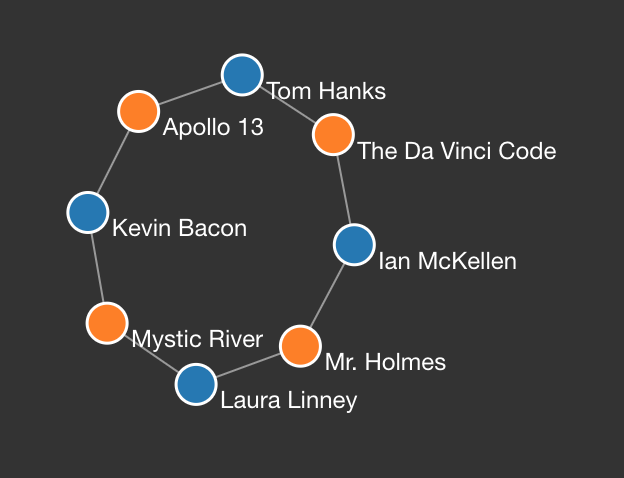 Tom Hanks
Apollo 13
The Da Vinci Code
Kevin Bacon
Ian McKellen
Mystic River
Mr. Holmes
Laura Linney